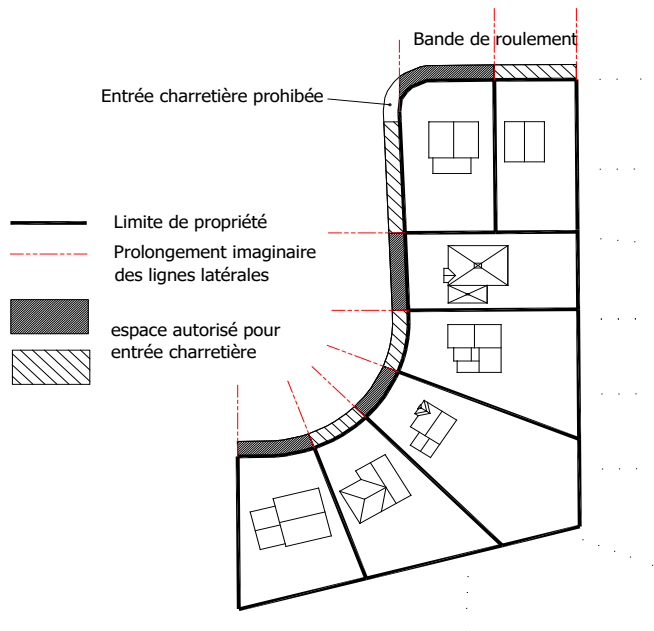 Bande de roulement
Entrée charretière prohibée
Limite de propriété
Prolongement imaginaire
des lignes latérales
espace autorisé pour
entrée charretière